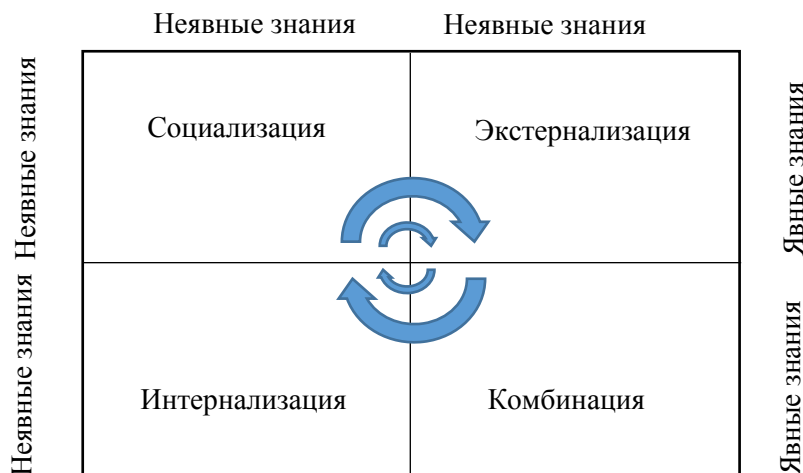 Неявные знания
Неявные знания
Неявные знания
Социализация
Экстернализация
Явные знания
Неявные знания
Интернализация
Комбинация
Явные знания